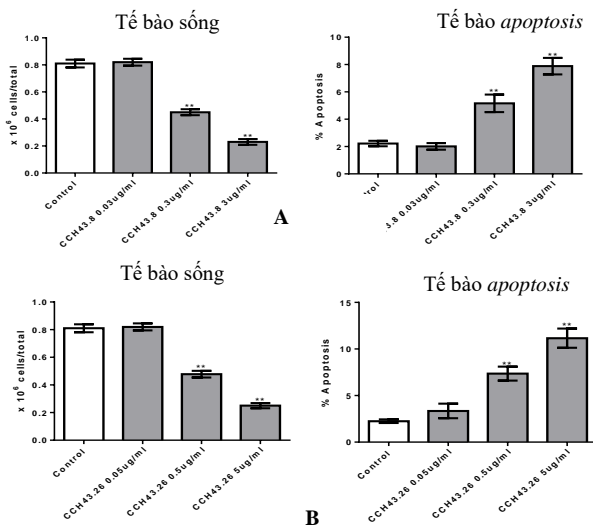 Tế bào sống
x 10⁶ cells/total
1.0
0.8
0.6
0.4
0.2
0.0
**
**
Control
CCH43.8 0.03ug/ml
CCH43.8 0.3ug/ml
CCH43.8 3ug/ml
Tế bào apoptosis
% Apoptosis
10
8
6
4
2
0
**
**
3.8 0.03ug/ml
CCH43.8 0.3ug/ml
CCH43.8 3ug/ml
A
Tế bào sống
x 10⁶ cells/total
1.0
0.8
0.6
0.4
0.2
0.0
**
**
Control
CCH43.26 0.05ug/ml
CCH43.26 0.5ug/ml
CCH43.26 5ug/ml
Tế bào apoptosis
% Apoptosis
15
10
5
0
**
**
Control
CCH43.26 0.05ug/ml
CCH43.26 0.5ug/ml
CCH43.26 5ug/ml
B